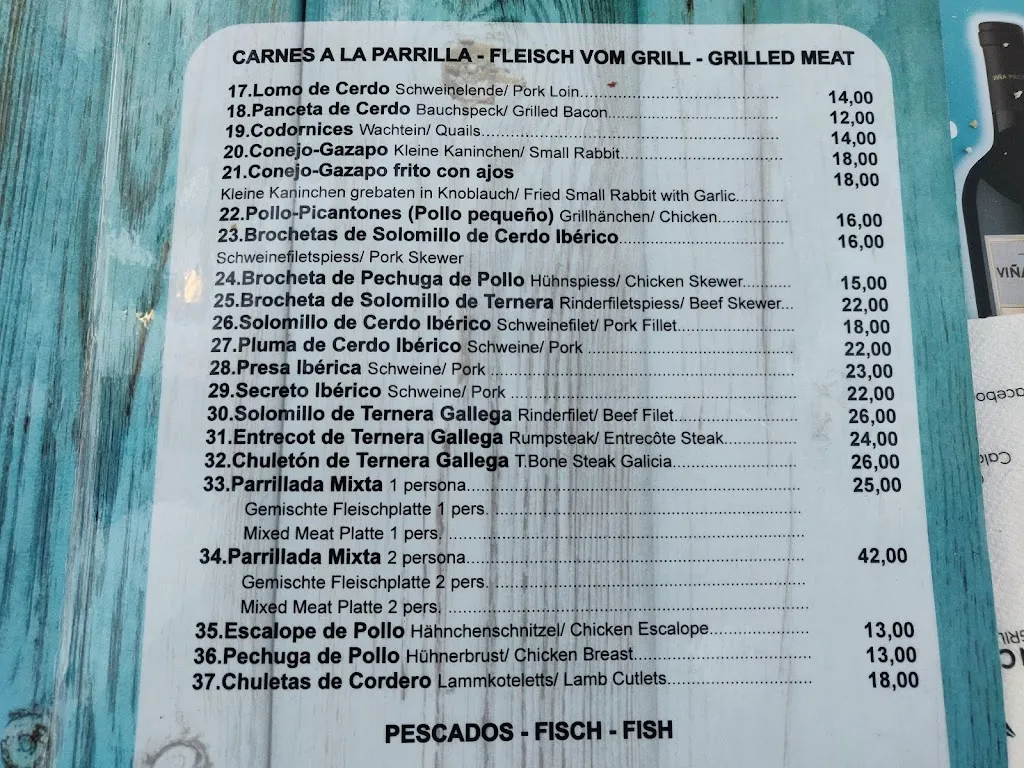 CARNES A LA PARRILLA - FLEISCH VOM GRILL - GRILLED MEAT
17.Lomo de Cerdo Schweinelende/ Pork Loin 14,00
18.Panceta de Cerdo Bauchspeck/ Grilled Bacon 12,00
19.Codornices Wachtein/ Quails 14,00
20.Conejo-Gazapo Kleine Kaninchen/ Small Rabbit 18,00
21.Conejo-Gazapo frito con ajos 18,00
Kleine Kaninchen grebaten in Knoblauch/ Fried Small Rabbit with Garlic
22.Pollo-Picantones (Pollo pequeño) Grillhänchen/ Chicken 16,00
23.Brochetas de Solomillo de Cerdo Ibérico 16,00
Schweinefiletspiess/ Pork Skewer
24.Brocheta de Pechuga de Pollo Hühnspiess/ Chicken Skewer 15,00
25.Brocheta de Solomillo de Ternera Rinderfiletspiess/ Beef Skewer 22,00
26.Solomillo de Cerdo Ibérico Schweinefilet/ Pork Fillet 18,00
27.Pluma de Cerdo Ibérico Schweine/ Pork 22,00
28.Presa Ibérica Schweine/ Pork 23,00
29.Secreto Ibérico Schweine/ Pork 22,00
30.Solomillo de Ternera Gallega Rinderfilet/ Beef Filet 26,00
31.Entrecot de Ternera Gallega Rumpsteak/ Entrecôte Steak 24,00
32.Chuletón de Ternera Gallega T.Bone Steak Galicia 26,00
33.Parrillada Mixta 1 persona 25,00
Gemischte Fleischplatte 1 pers.
Mixed Meat Platte 1 pers.
34.Parrillada Mixta 2 persona 42,00
Gemischte Fleischplatte 2 pers.
Mixed Meat Platte 2 pers.
35.Escalope de Pollo Hähnchenschnitzel/ Chicken Escalope 13,00
36.Pechuga de Pollo Hühnerbrust/ Chicken Breast 13,00
37.Chuletas de Cordero Lammkoteletts/ Lamb Cutlets 18,00
PESCADOS - FISCH - FISH
VIÑA